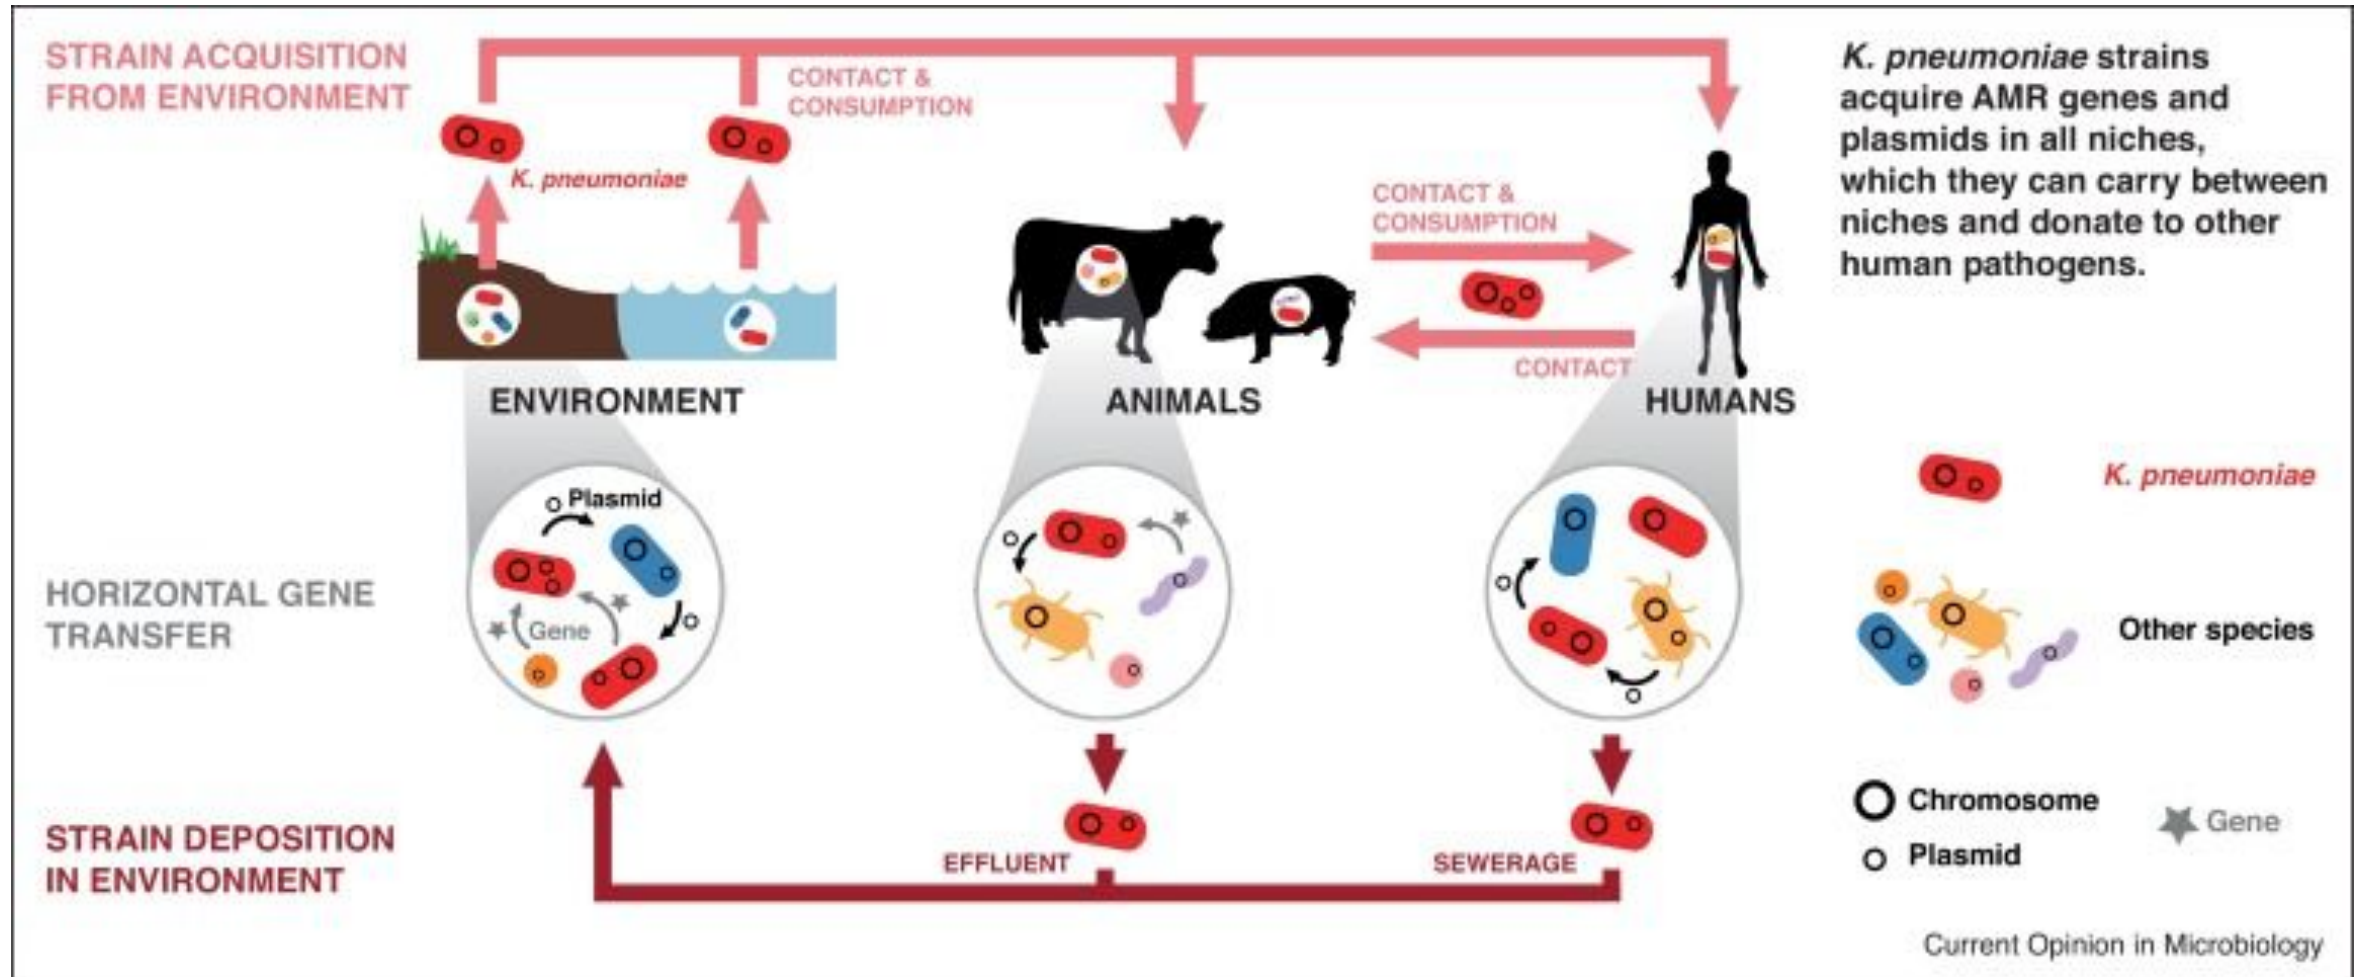 STRAIN ACQUISITION
FROM ENVIRONMENT
CONTACT &
CONSUMPTION
K. pneumoniae
CONTACT &
CONSUMPTION
CONTACT
K. pneumoniae strains
acquire AMR genes and
plasmids in all niches,
which they can carry between
niches and donate to other
human pathogens.
ENVIRONMENT
ANIMALS
HUMANS
HORIZONTAL GENE
TRANSFER
Plasmid
Gene
K. pneumoniae
Other species
STRAIN DEPOSITION
IN ENVIRONMENT
EFFLUENT
SEWERAGE
Chromosome
Plasmid
Gene
Current Opinion in Microbiology